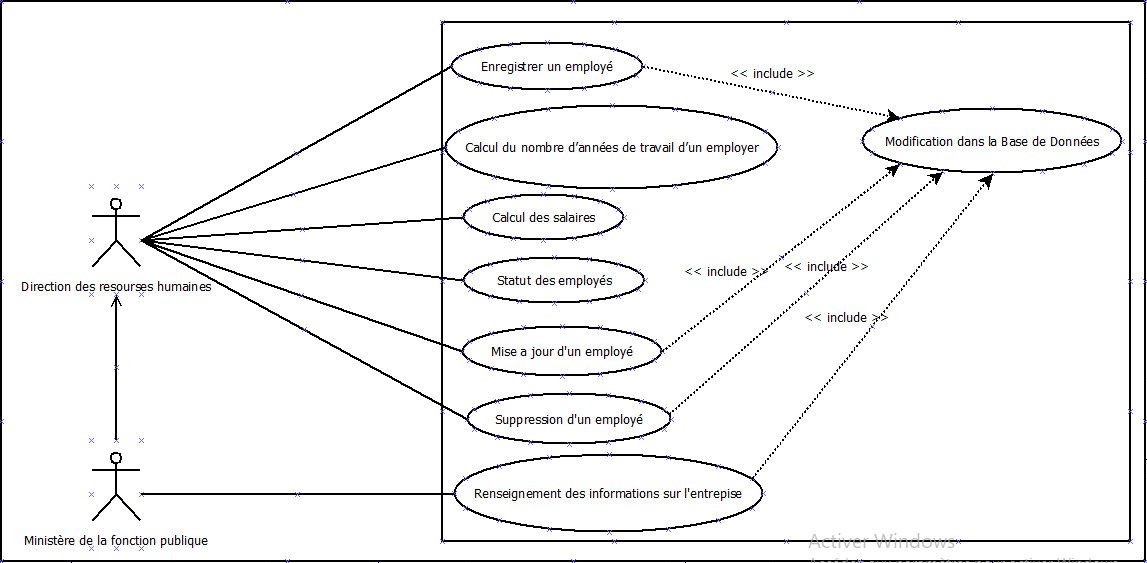 Enregistrer un employé
<< include >>
Calcul du nombre d’années de travail d’un employer
Modification dans la Base de Données
Calcul des salaires
Statut des employés
<< include >>
<< include >>
Direction des resourses humaines
<< include >>
Mise a jour d'un employé
Suppression d'un employé
Renseignement des informations sur l'entrepise
Ministère de la fonction publique
Activer Windows